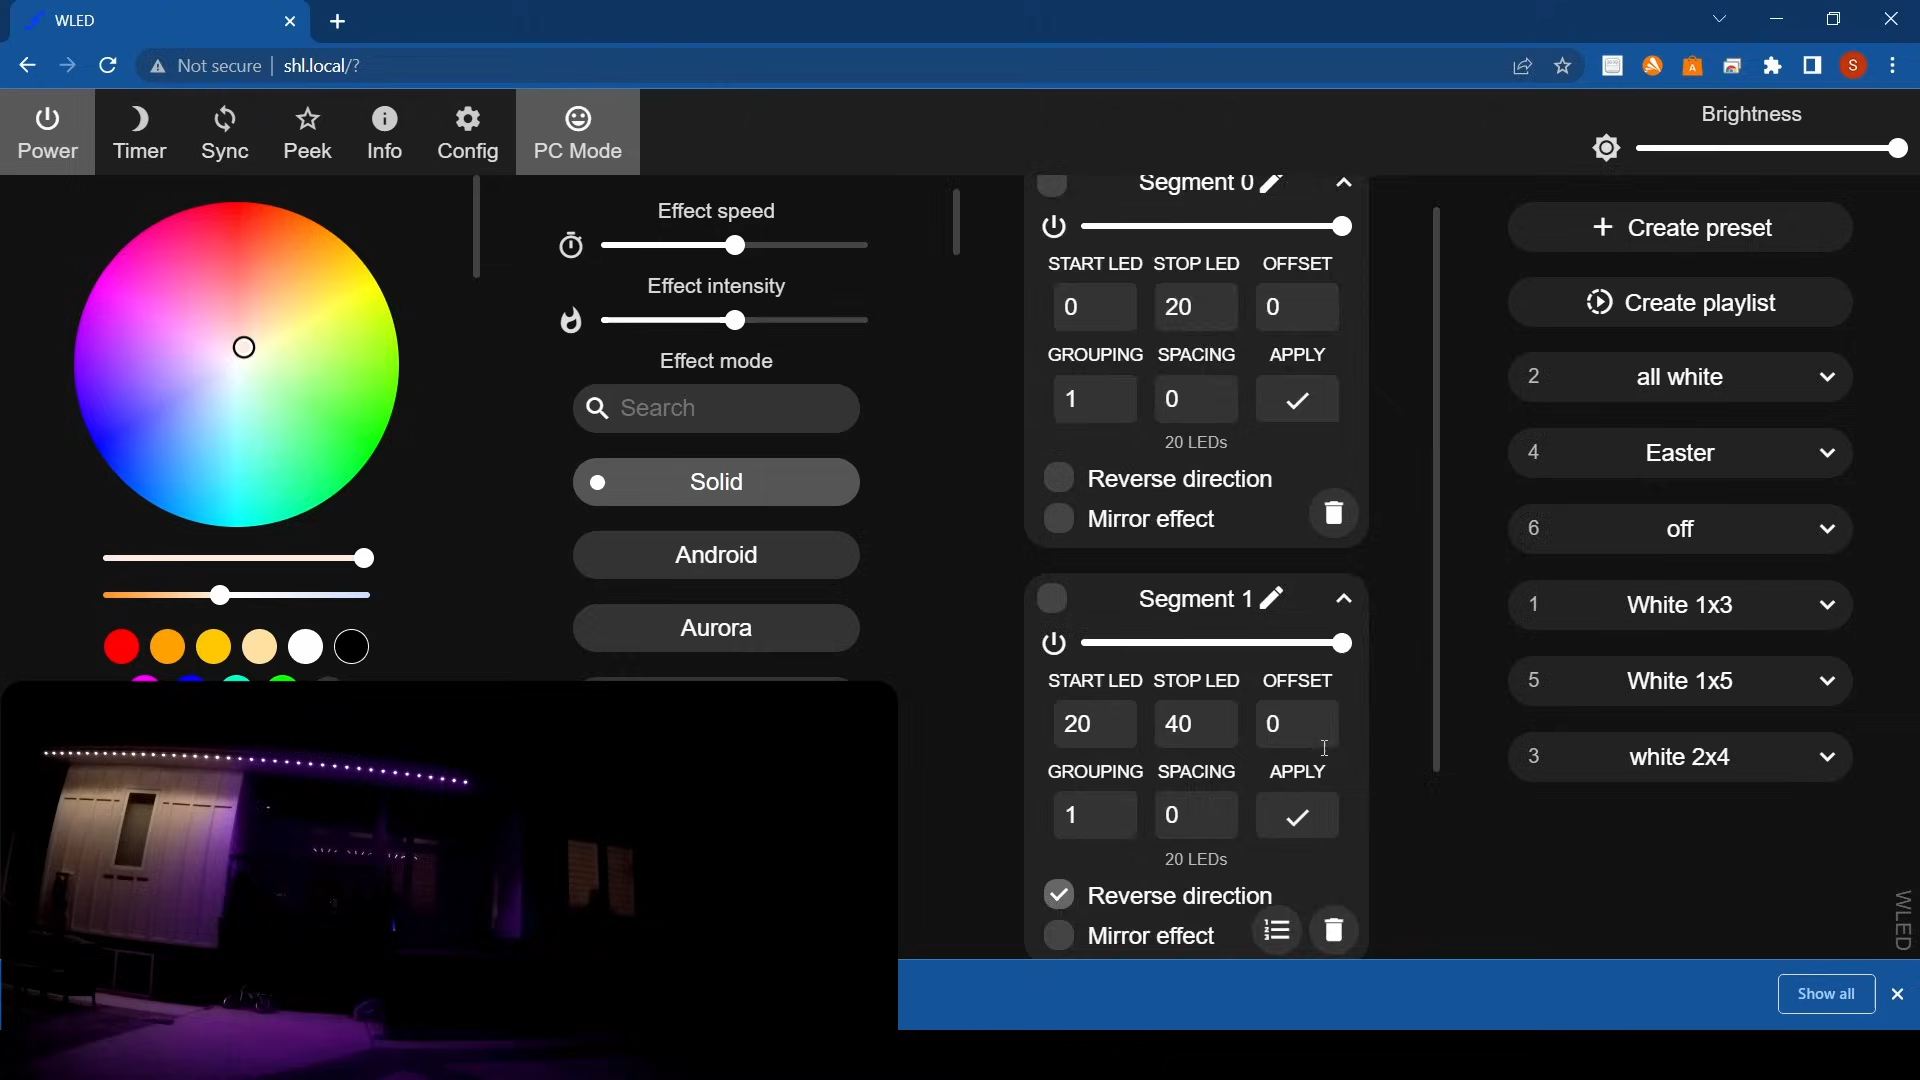 WLED
Not secure | shl.local/?
S
Power
Timer
Sync
Peek
Info
Config
PC Mode
Brightness
Effect speed
Effect intensity
Effect mode
Search
Solid
Android
Aurora
Segment 0
START LED STOP LED OFFSET
0 20 0
GROUPING SPACING APPLY
1 0
20 LEDs
Reverse direction
Mirror effect
Segment 1
START LED STOP LED OFFSET
20 40 0
GROUPING SPACING APPLY
1 0
20 LEDs
Reverse direction
Mirror effect
+ Create preset
Create playlist
2 all white
4 Easter
6 off
1 White 1x3
5 White 1x5
3 white 2x4
WLED
Show all